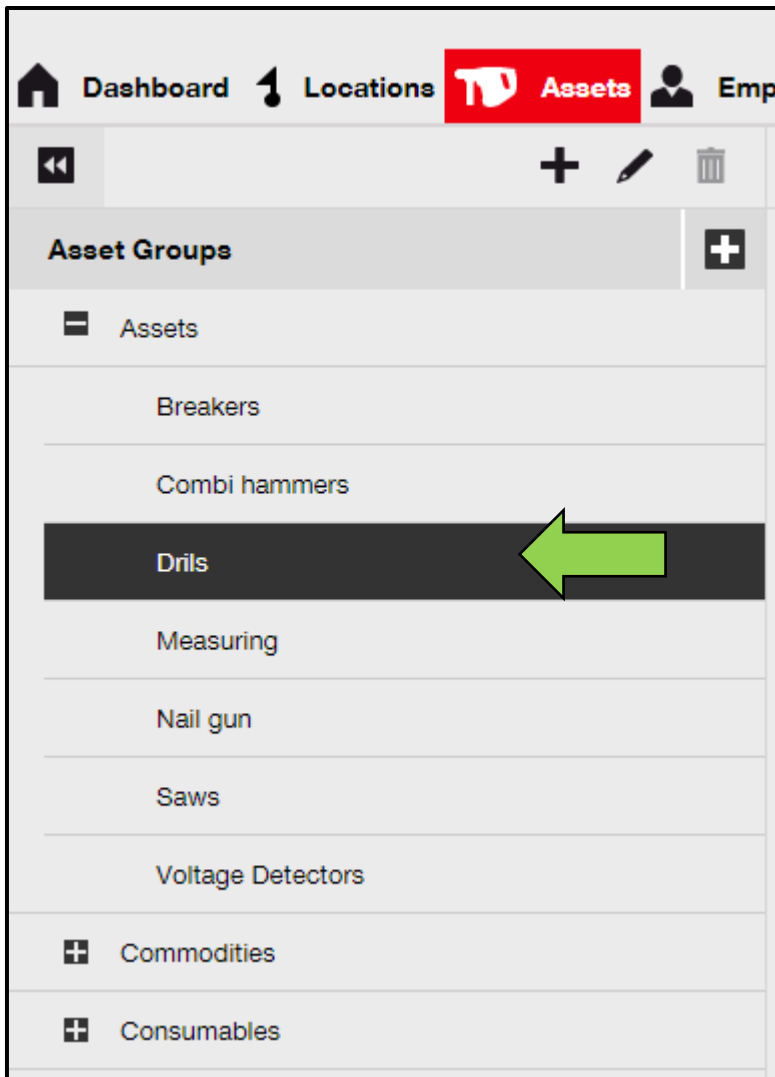 Dashboard Locations Assets Emp
Asset Groups
Assets
Breakers
Combi hammers
Drils
Measuring
Nail gun
Saws
Voltage Detectors
Commodities
Consumables